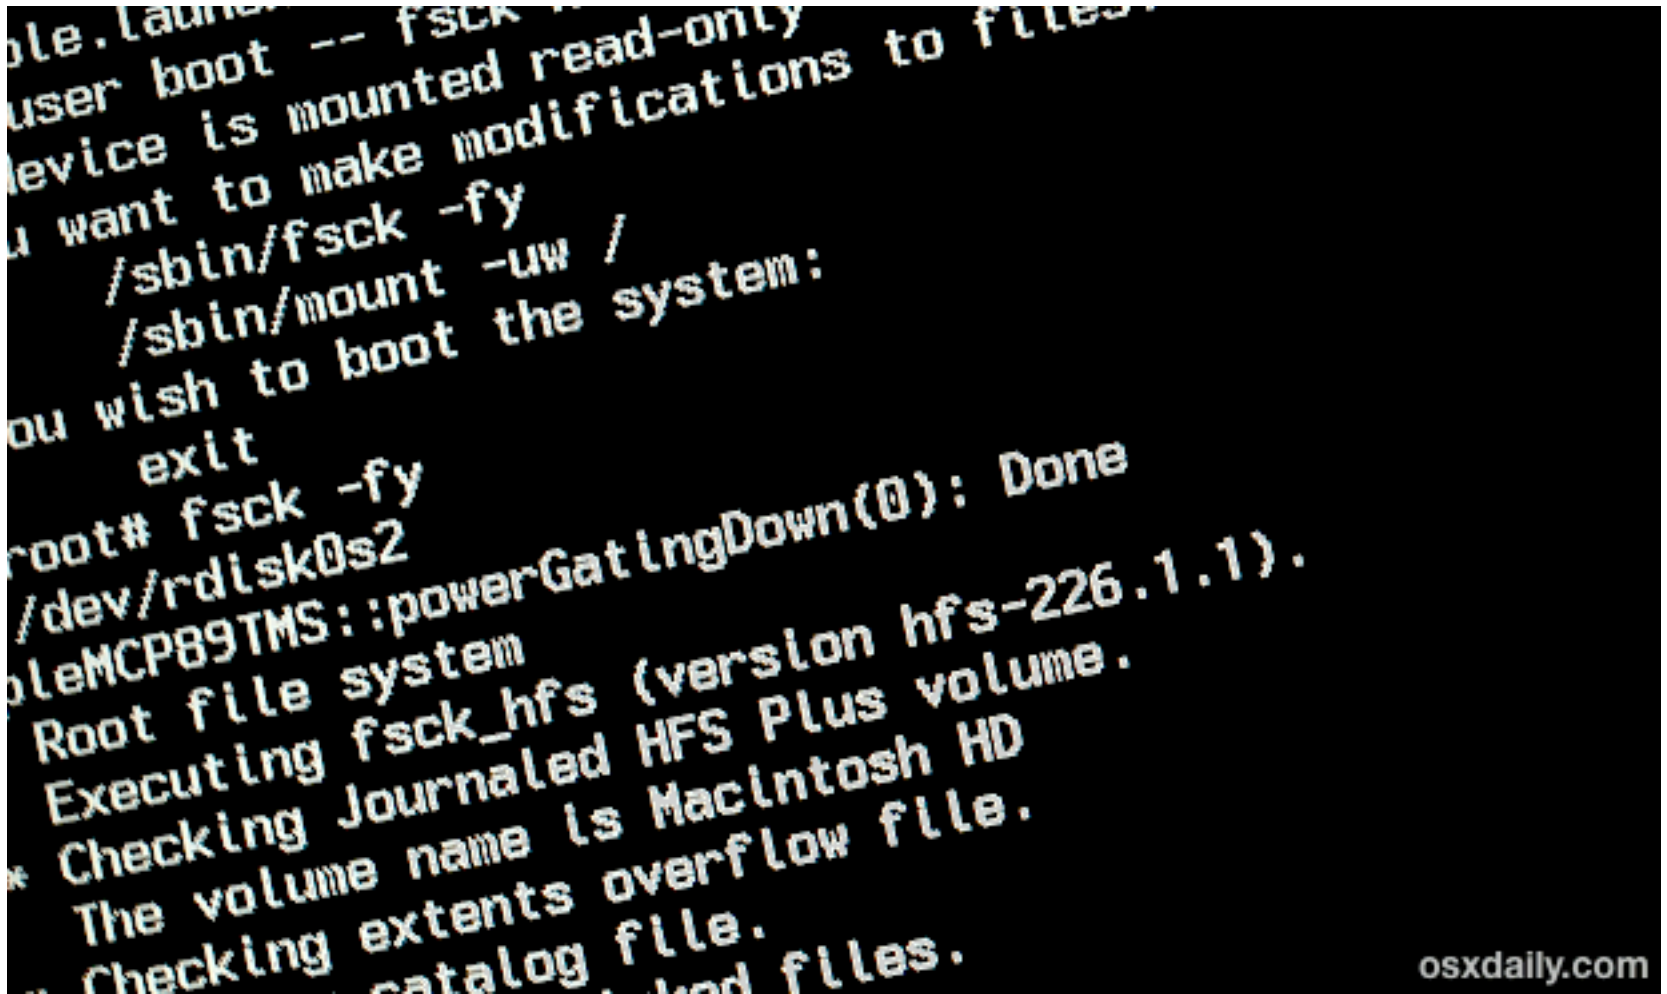 user boot -- fsck
device is mounted read-only
want to make modifications to files.
/sbin/fsck -fy
/sbin/mount -uw /
ou wish to boot the system:
exit
root# fsck -fy
/dev/rdisk0s2
pleMCP89TMS::powerGatingDown(0): Done
Root file system
Executing fsck_hfs (version hfs-226.1.1).
* Checking Journaled HFS Plus volume.
The volume name is Macintosh HD
Checking extents overflow file.
catalog file.
files.
osxdaily.com